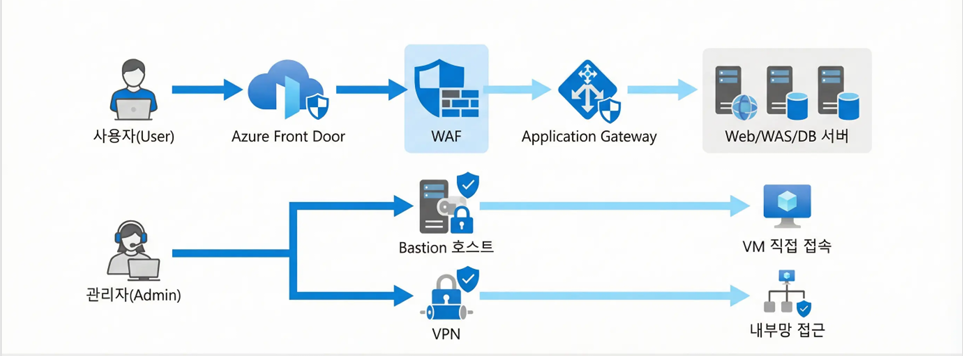 사용자(User)
Azure Front Door
WAF
Application Gateway
Web/WAS/DB 서버
관리자(Admin)
Bastion 호스트
VM 직접 접속
VPN
내부망 접근